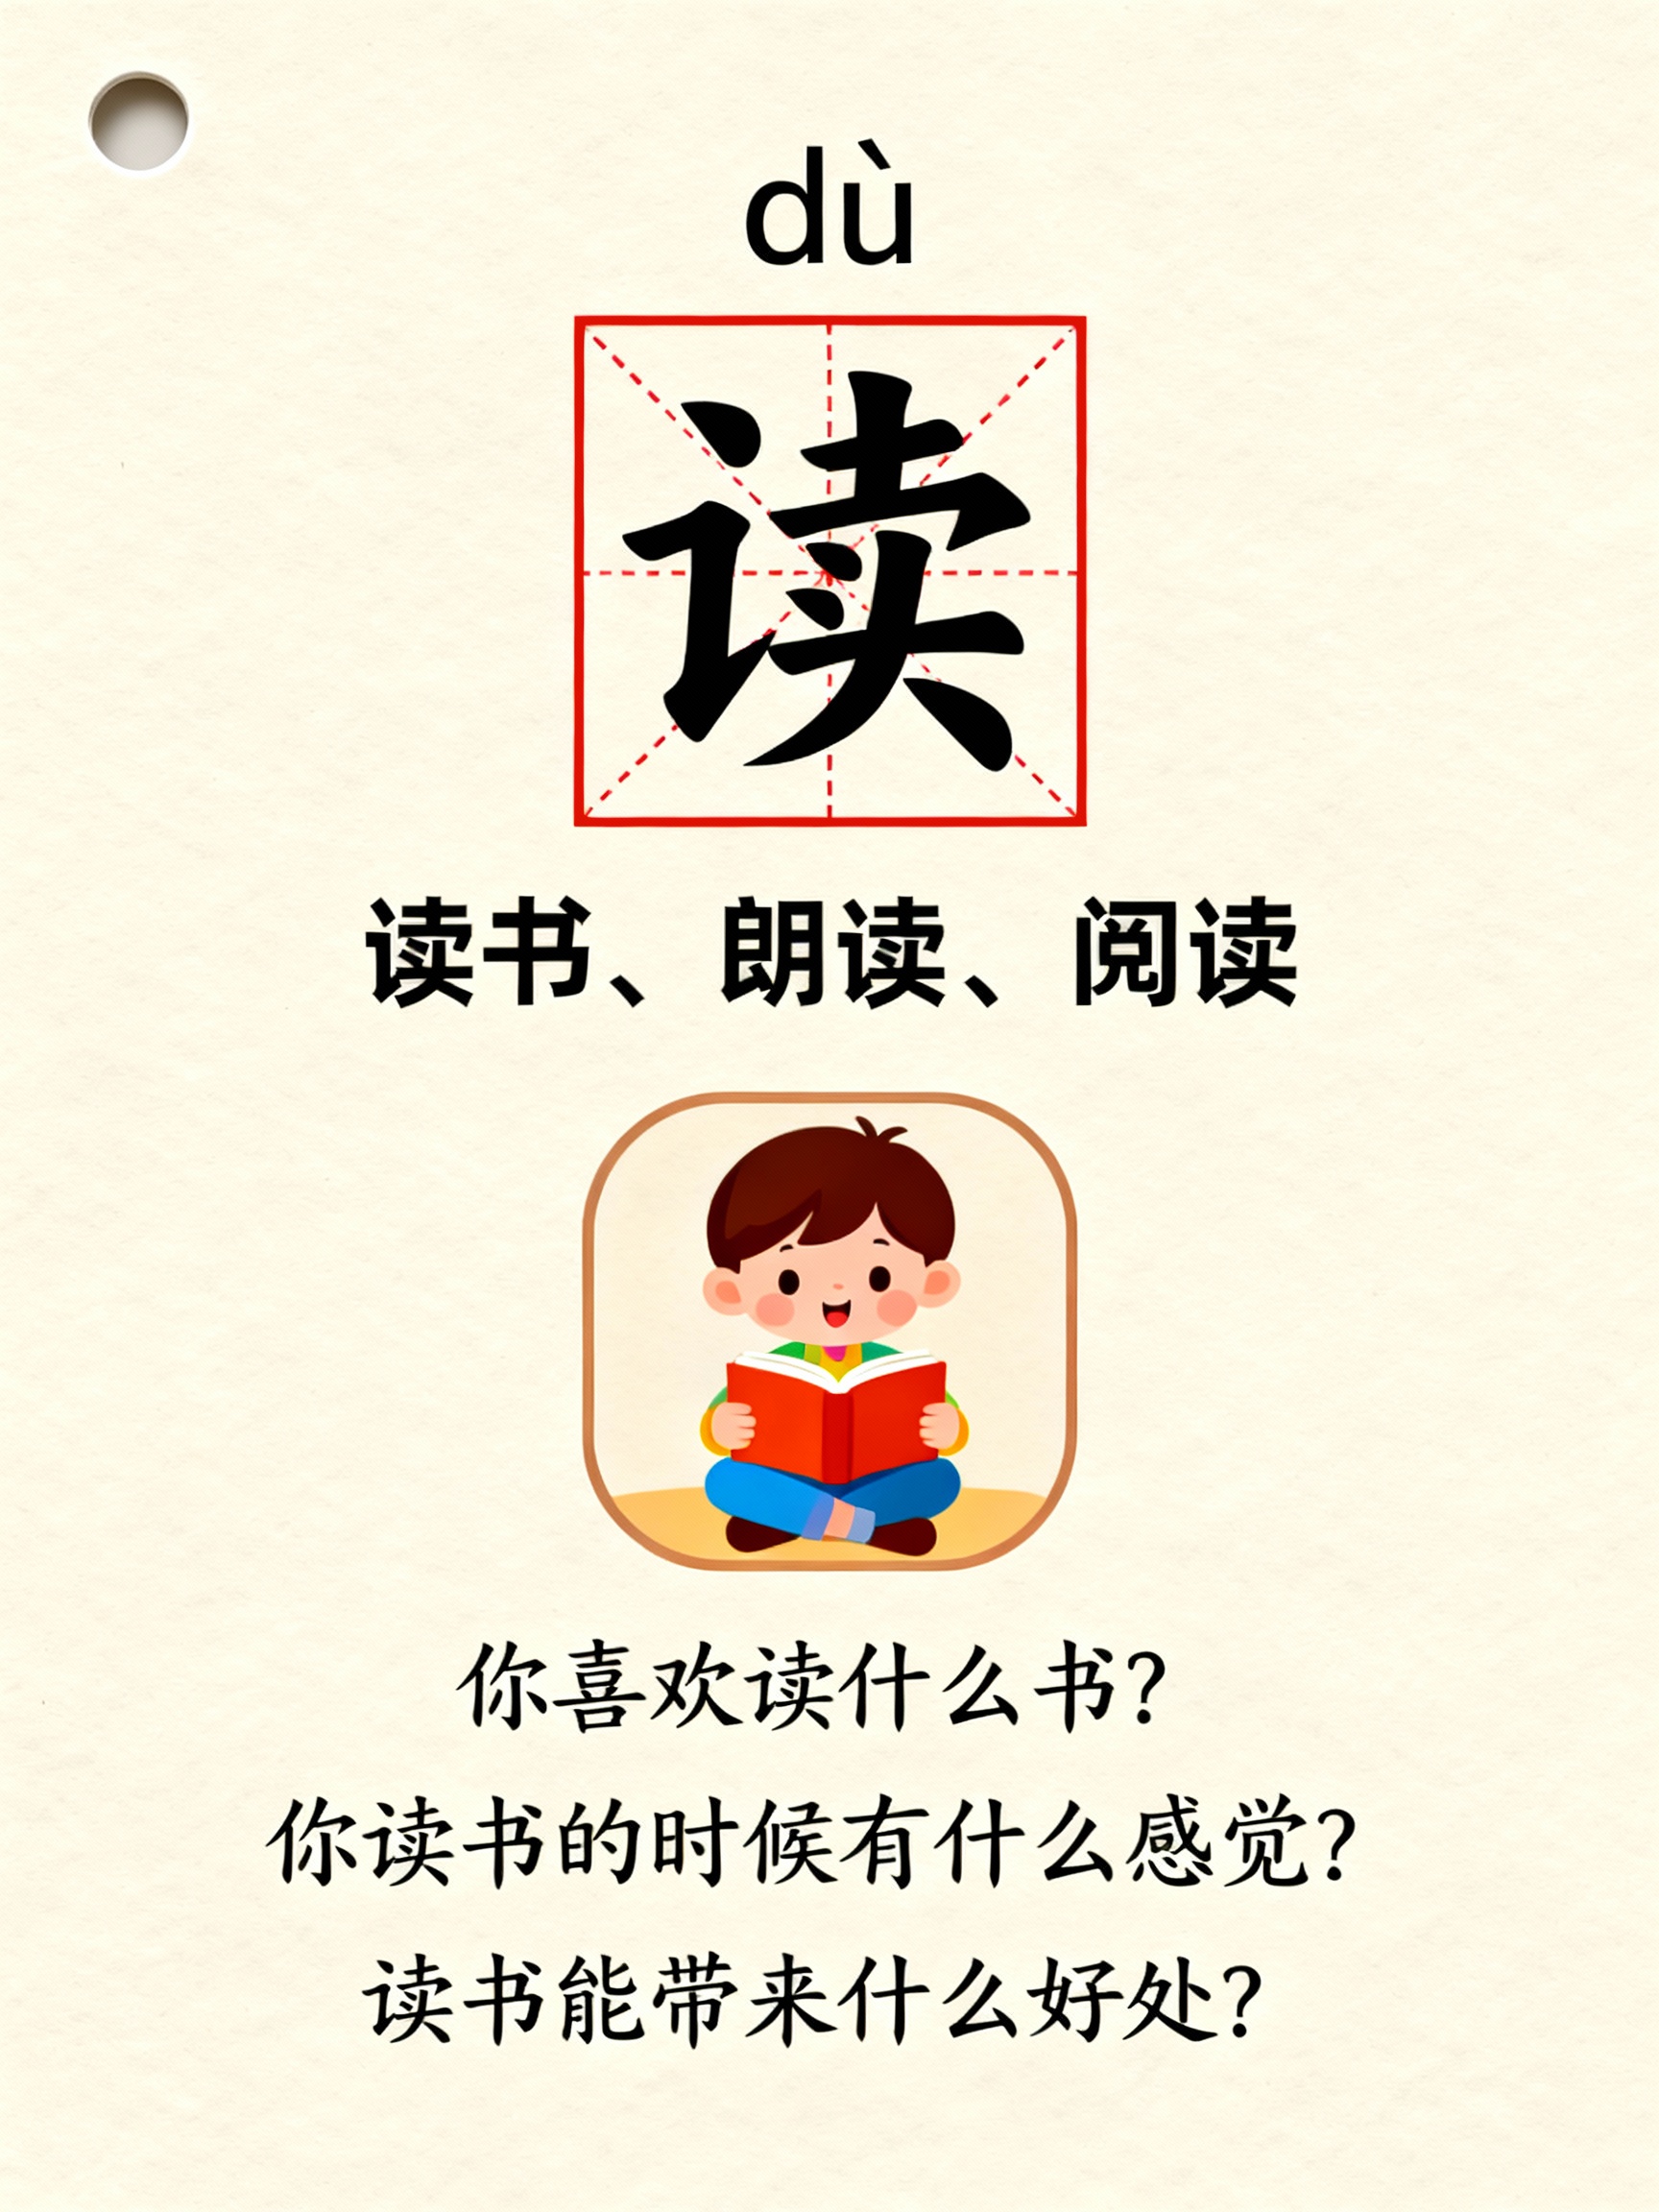 dù
读
读书、朗读、阅读
你喜欢读什么书?
你读书的时候有什么感觉?
读书能带来什么好处?